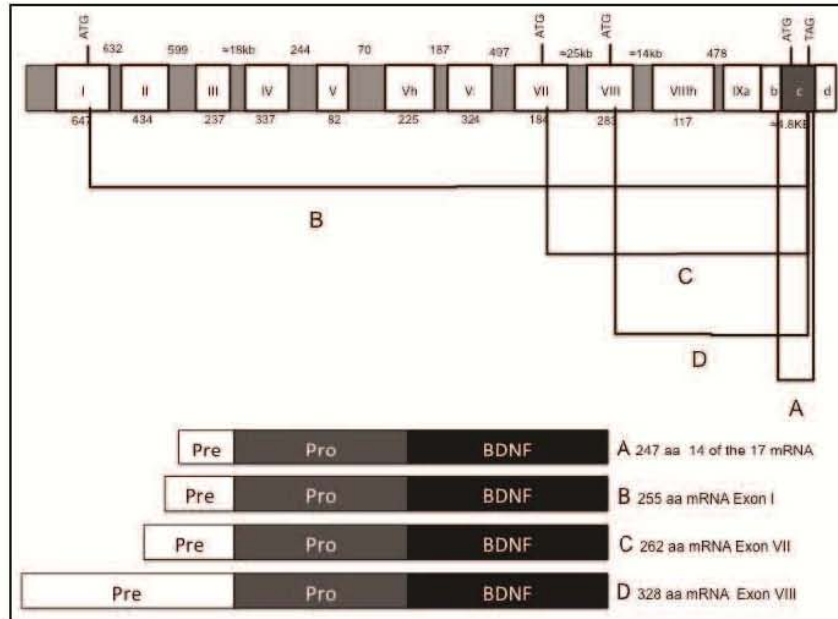 ATG ATG ATG ATG TAG
632 599 ≈18kb 244 70 187 497 ≈25kb ≈14kb 478
I II III IV V Vh V VII VIII VIIIh IXa b c d
647 434 237 337 82 225 324 184 283 117 ≈4.8KB
B
C
D
A
Pre Pro BDNF A 247 aa 14 of the 17 mRNA
Pre Pro BDNF B 255 aa mRNA Exon I
Pre Pro BDNF C 262 aa mRNA Exon VII
Pre Pro BDNF D 328 aa mRNA Exon VIII